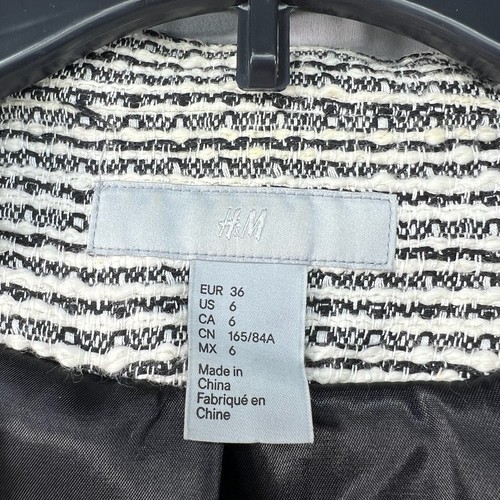 H&M
EUR 36
US 6
CA 6
CN 165/84A
MX 6
Made in
China
Fabriqué en
Chine